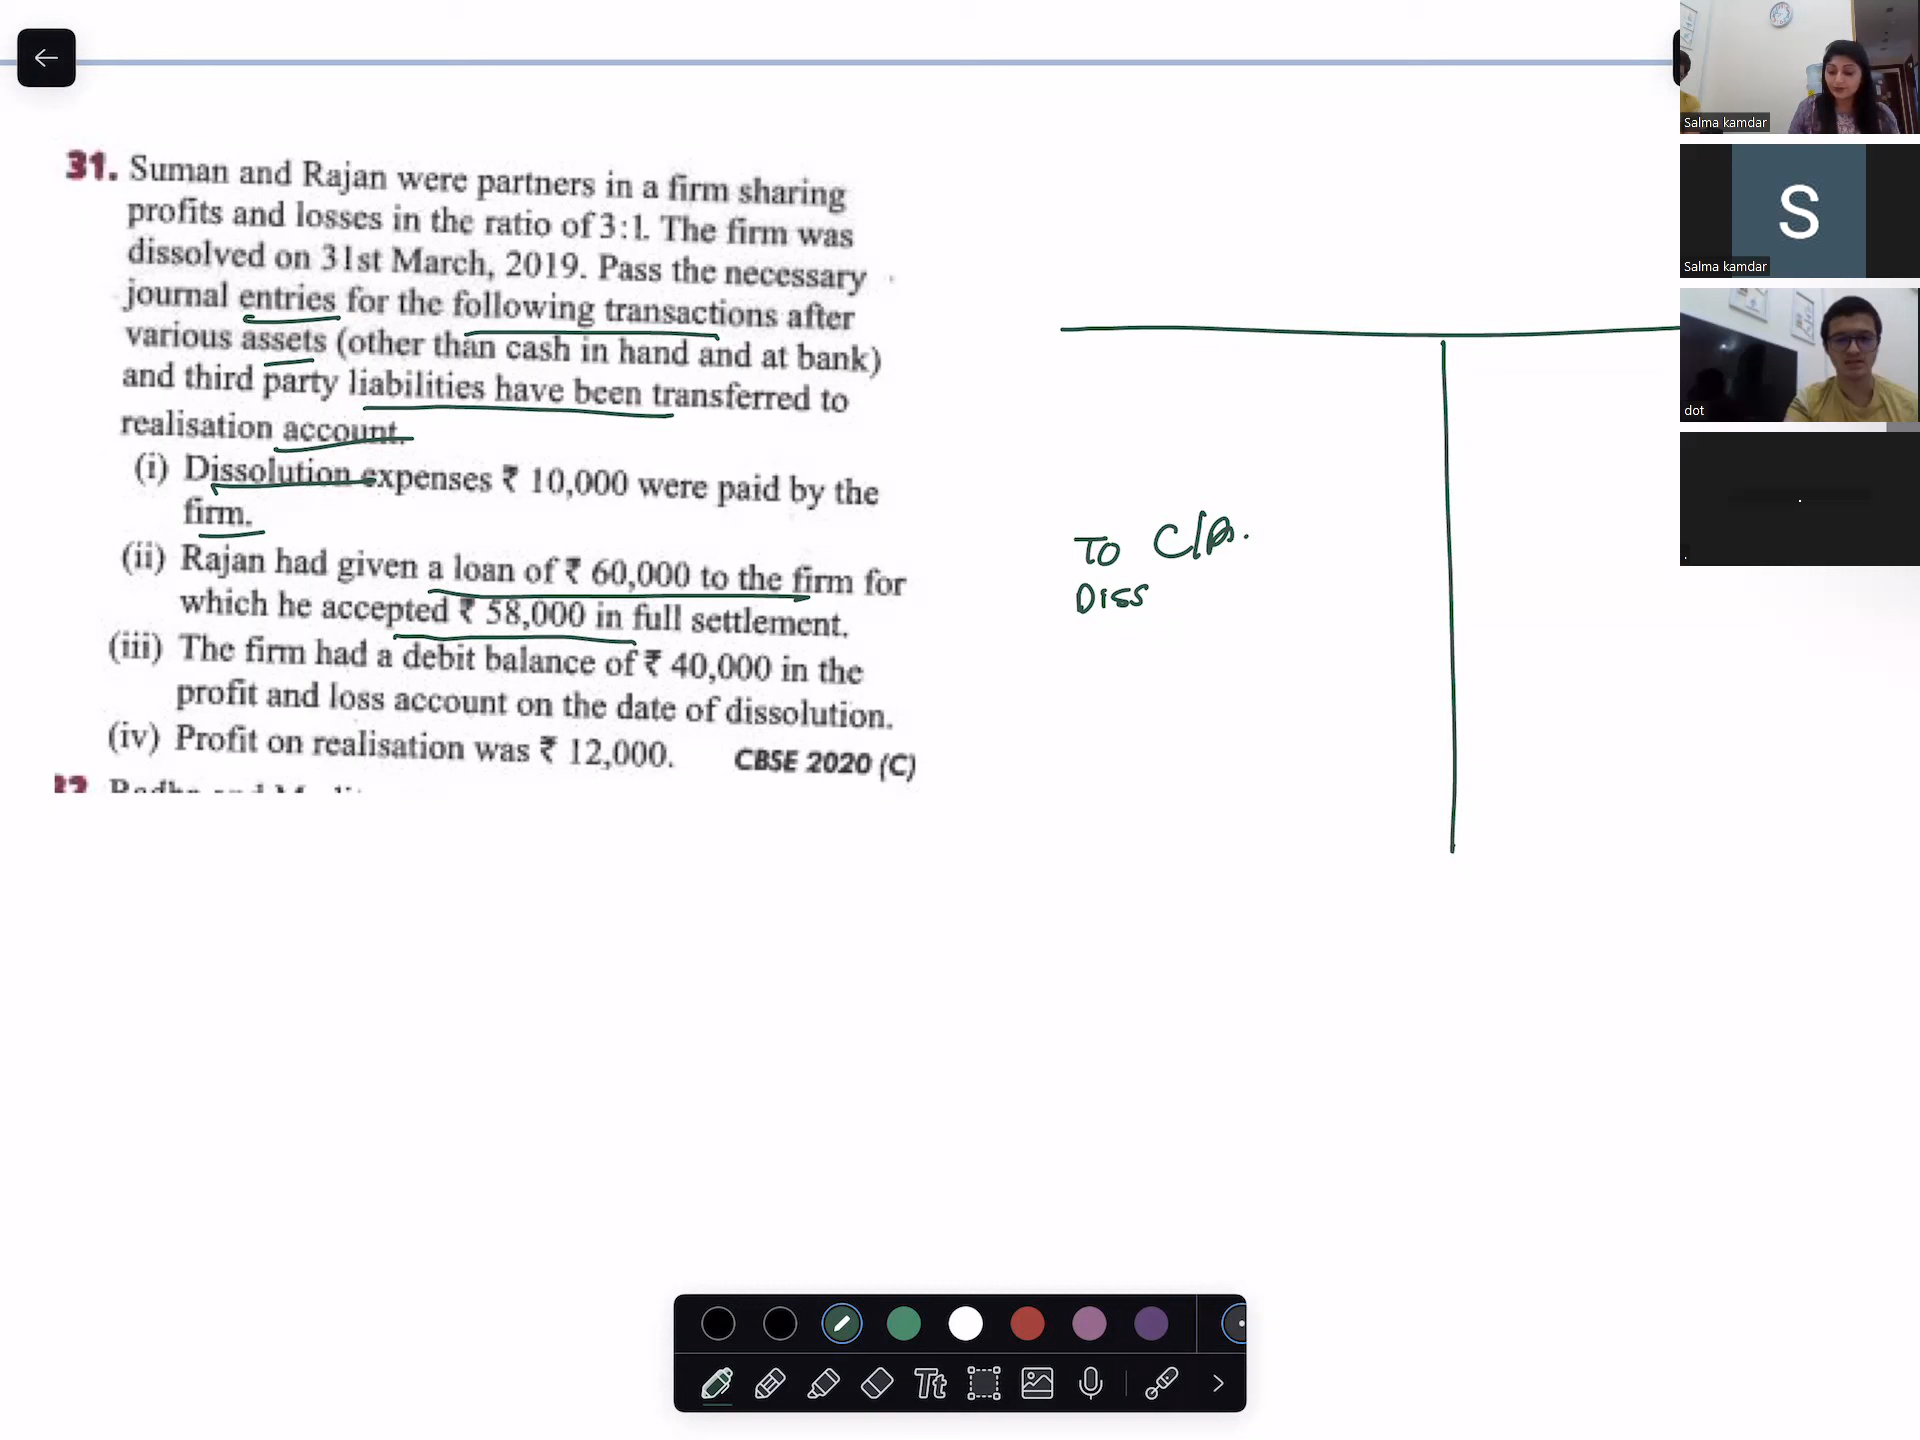 31. Suman and Rajan were partners in a firm sharing
profits and losses in the ratio of 3:1. The firm was
dissolved on 31st March, 2019. Pass the necessary
journal entries for the following transactions after
various assets (other than cash in hand and at bank)
and third party liabilities have been transferred to
realisation account.
(i) Dissolution expenses ₹ 10,000 were paid by the
firm.
(ii) Rajan had given a loan of ₹ 60,000 to the firm for
which he accepted ₹ 58,000 in full settlement.
(iii) The firm had a debit balance of ₹ 40,000 in the
profit and loss account on the date of dissolution.
(iv) Profit on realisation was ₹ 12,000. CBSE 2020 (C)
To C/A.
Diss
Salma kamdar
S
Salma kamdar
dot
.
Tt